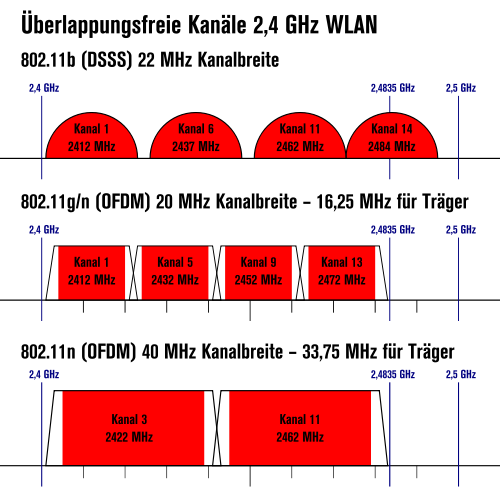 Überlappungsfreie Kanäle 2,4 GHz WLAN
802.11b (DSSS) 22 MHz Kanalbreite
2,4 GHz 2,4835 GHz 2,5 GHz
Kanal 1 Kanal 6 Kanal 11 Kanal 14
2412 MHz 2437 MHz 2462 MHz 2484 MHz
802.11g/n (OFDM) 20 MHz Kanalbreite – 16,25 MHz für Träger
2,4 GHz 2,4835 GHz 2,5 GHz
Kanal 1 Kanal 5 Kanal 9 Kanal 13
2412 MHz 2432 MHz 2452 MHz 2472 MHz
802.11n (OFDM) 40 MHz Kanalbreite – 33,75 MHz für Träger
2,4 GHz 2,4835 GHz 2,5 GHz
Kanal 3 Kanal 11
2422 MHz 2462 MHz